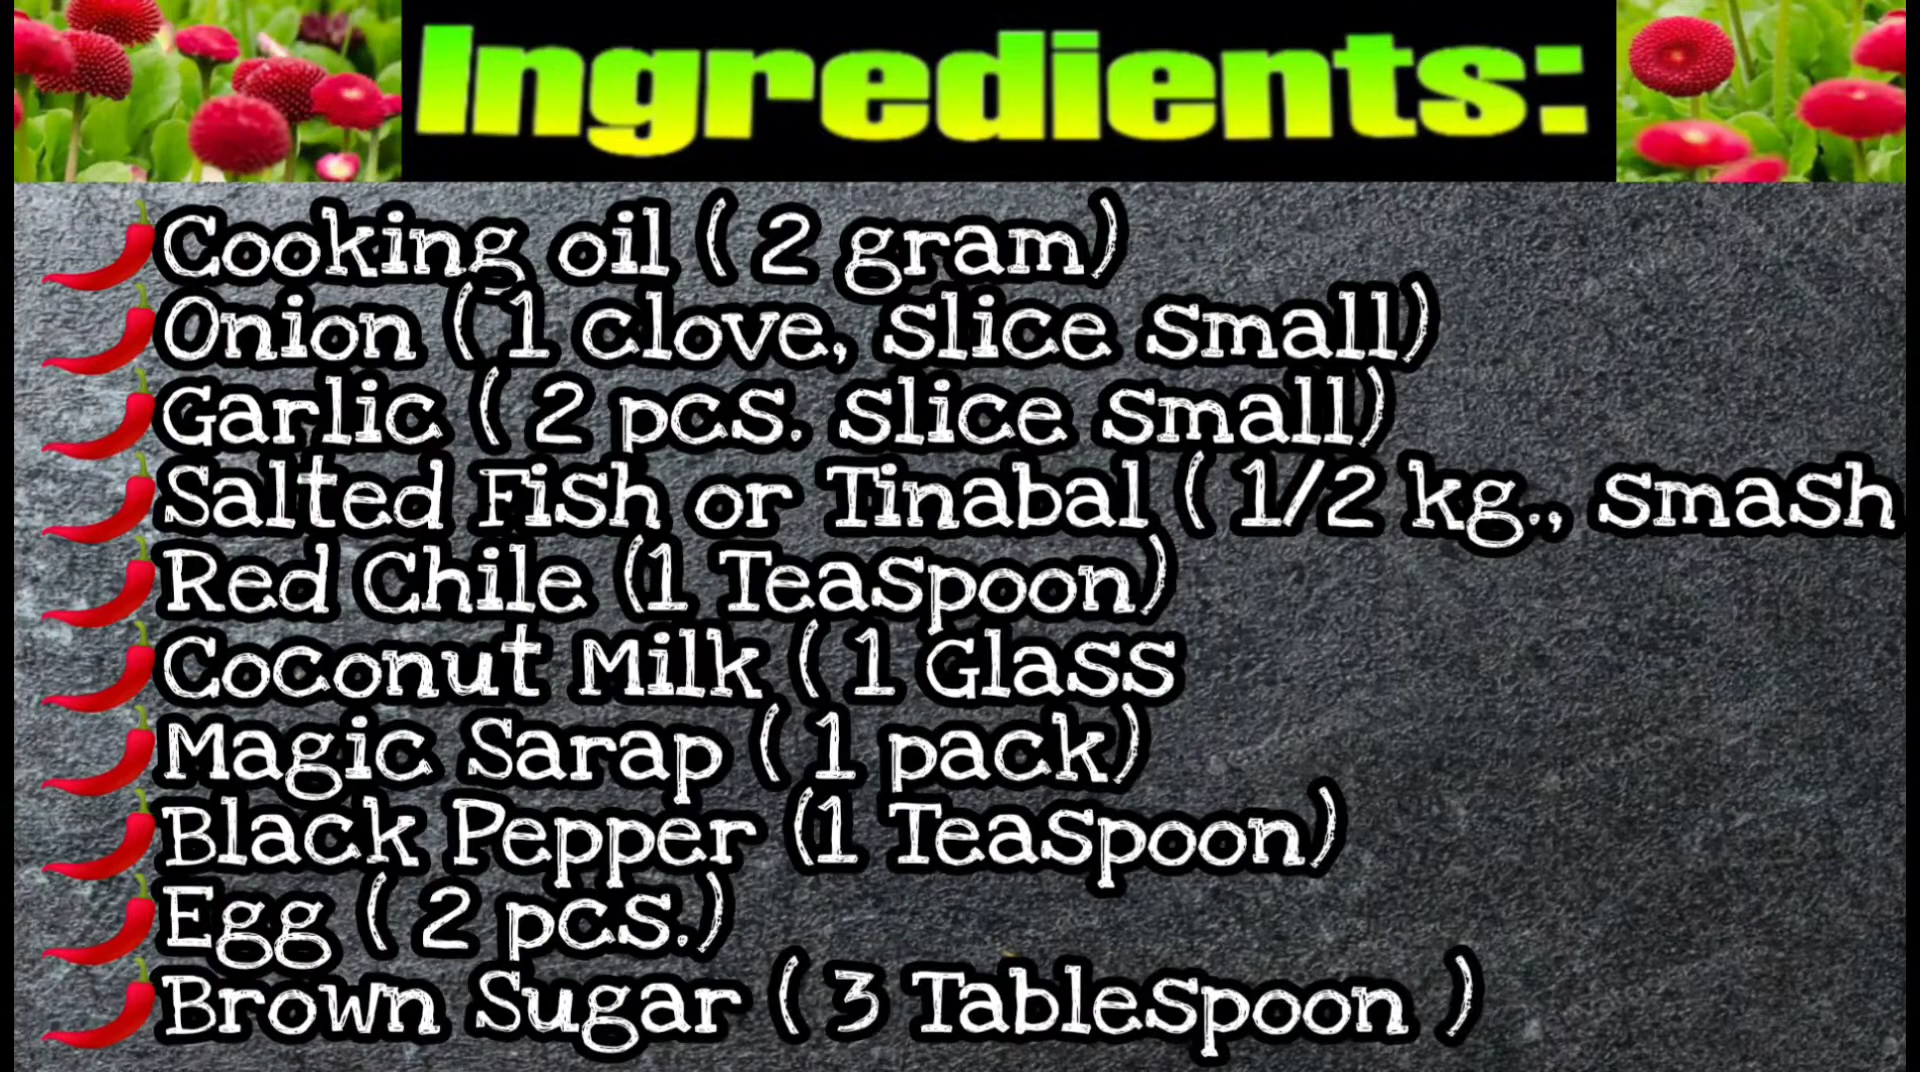 Ingredients:
Cooking oil ( 2 gram)
Onion ( 1 clove, slice small)
Garlic ( 2 pcs. slice small)
Salted Fish or Tinabal ( 1/2 kg., smash
Red Chile (1 Teaspoon)
Coconut Milk ( 1 Glass
Magic Sarap ( 1 pack)
Black Pepper (1 Teaspoon)
Egg ( 2 pcs.)
Brown Sugar ( 3 Tablespoon )